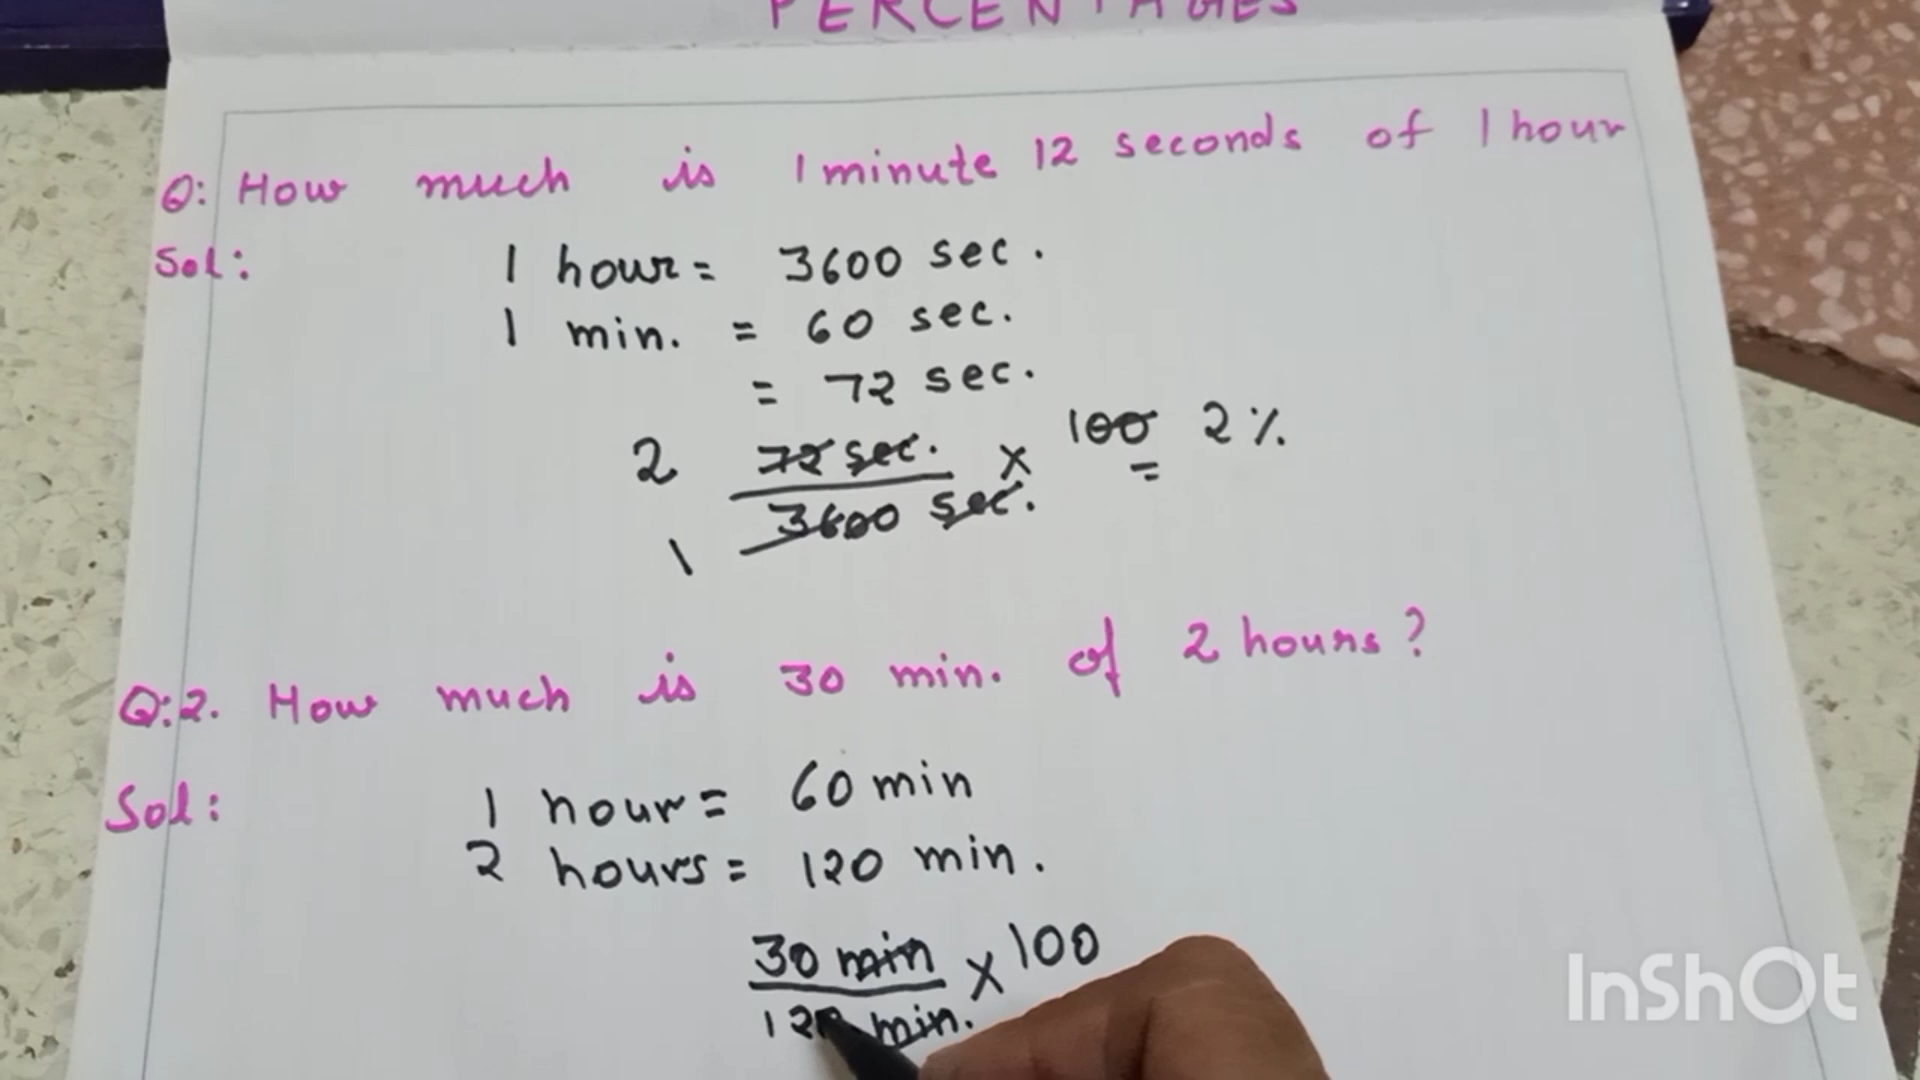 PERCENTAGES
Q: How much is 1 minute 12 seconds of 1 hour
Sol:
1 hour = 3600 sec.
1 min. = 60 sec.
= 72 sec.
2 72 sec. × 100 2%
=
3600 sec.
1
Q:2. How much is 30 min. of 2 hours?
Sol:
1 hour = 60 min
2 hours = 120 min.
30 min × 100
120 min.
InShOt